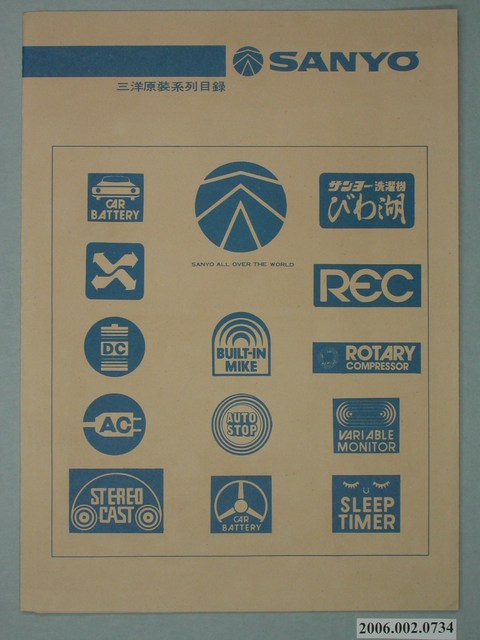 SANYO
三洋原裝系列目錄
CAR
BATTERY
SANYO ALL OVER THE WORLD
サンヨー洗濯機
びわ湖
REC
DC
BUILT-IN
MIKE
ROTARY
COMPRESSOR
AC
AUTO
STOP
VARIABLE
MONITOR
STEREO
CAST
CAR
BATTERY
SLEEP
TIMER
2006.002.0734